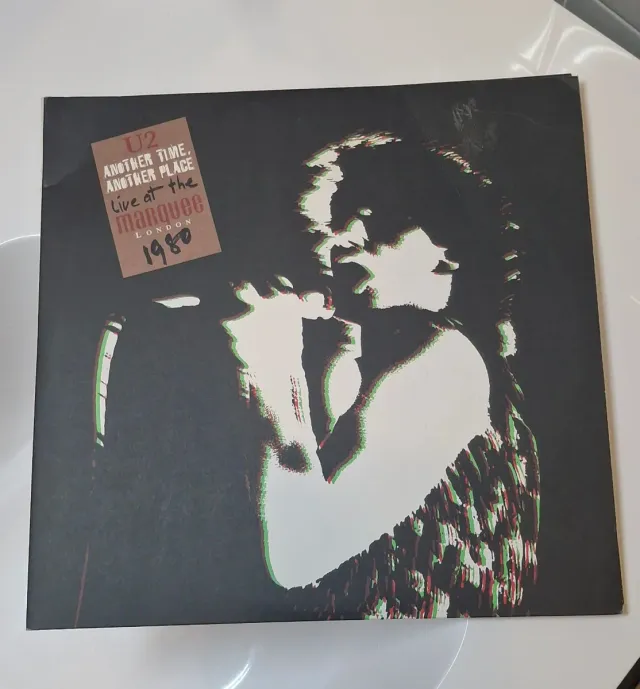 U2
ANOTHER TIME,
ANOTHER PLACE
Live at the
marquee
LONDON
1980